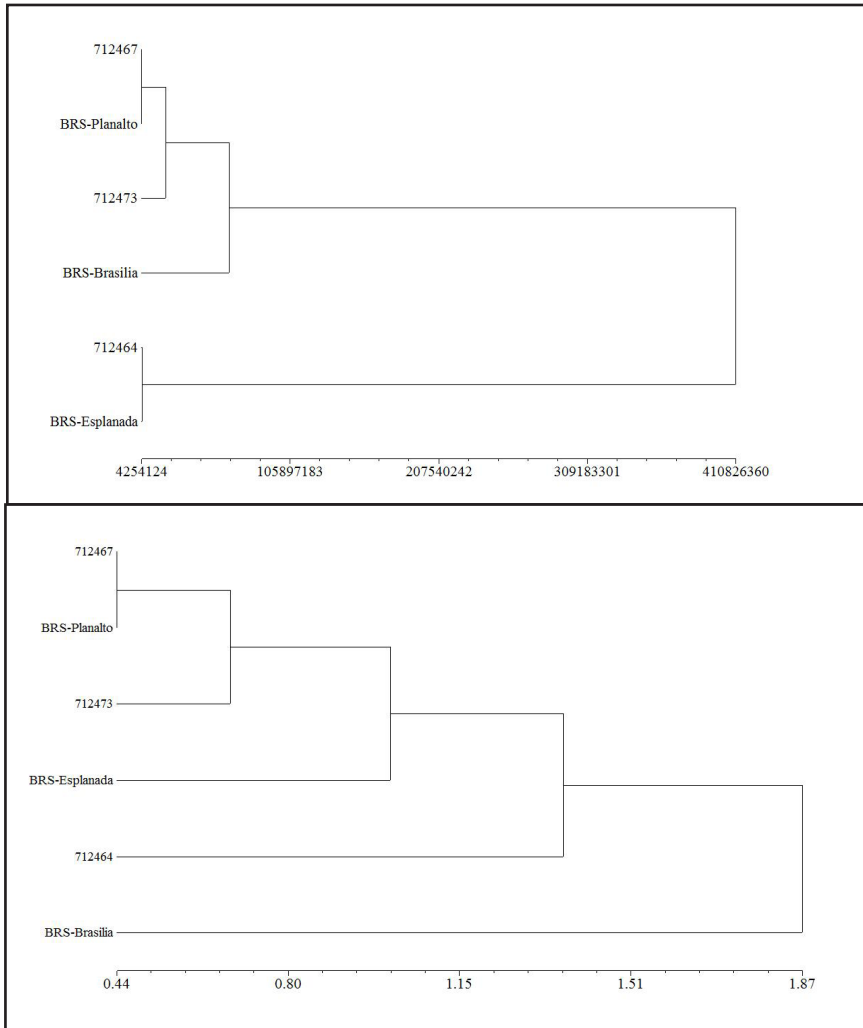 712467
BRS-Planalto
712473
BRS-Brasilia
712464
BRS-Esplanada
4254124 105897183 207540242 309183301 410826360
712467
BRS-Planalto
712473
BRS-Esplanada
712464
BRS-Brasilia
0.44 0.80 1.15 1.51 1.87